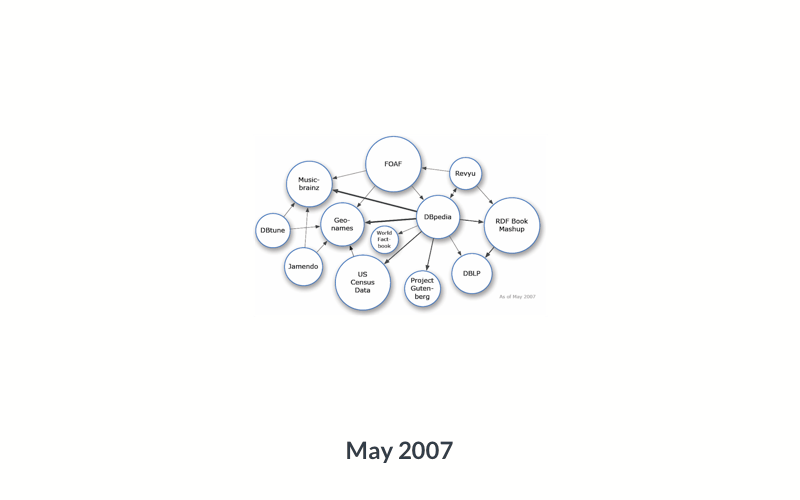 FOAF
Music-
brainz
Revyu
Geo-
names
DBpedia
RDF Book
Mashup
DBtune
World
Fact-
book
Jamendo
US
Census
Data
Project
Guten-
berg
DBLP
As of May 2007
May 2007